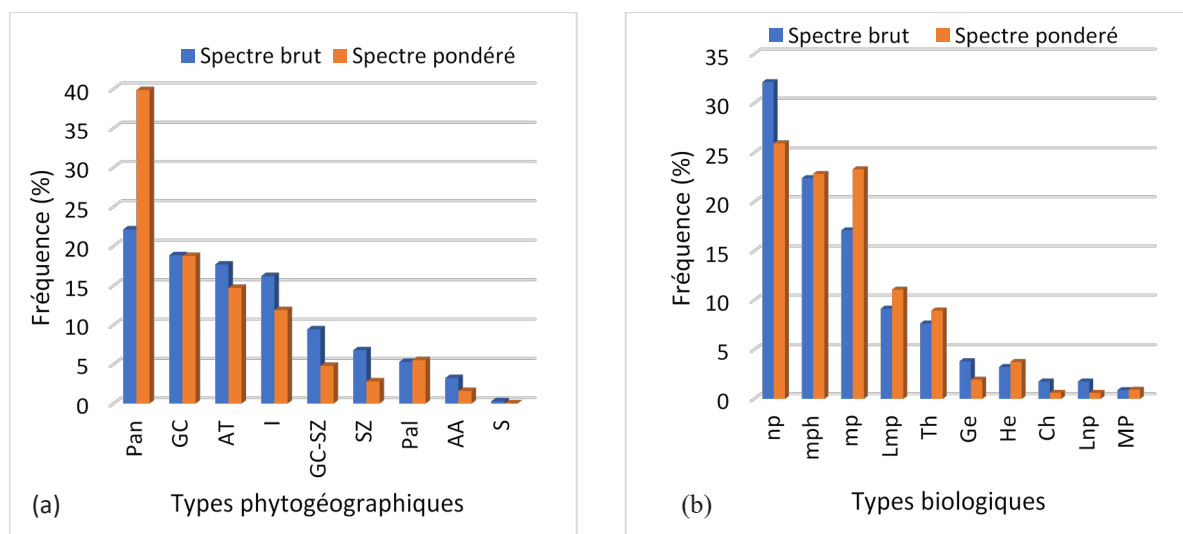 Spectre brut Spectre pondéré
40
35
30
25
20
15
10
5
0
Fréquence (%)
Pan GC AT I GC-SZ SZ Pal AA S
(a) Types phytogéographiques
Spectre brut Spectre ponderé
35
30
25
20
15
10
5
0
Fréquence (%)
np mph mp Lmp Th Ge He Ch Lnp MP
(b) Types biologiques